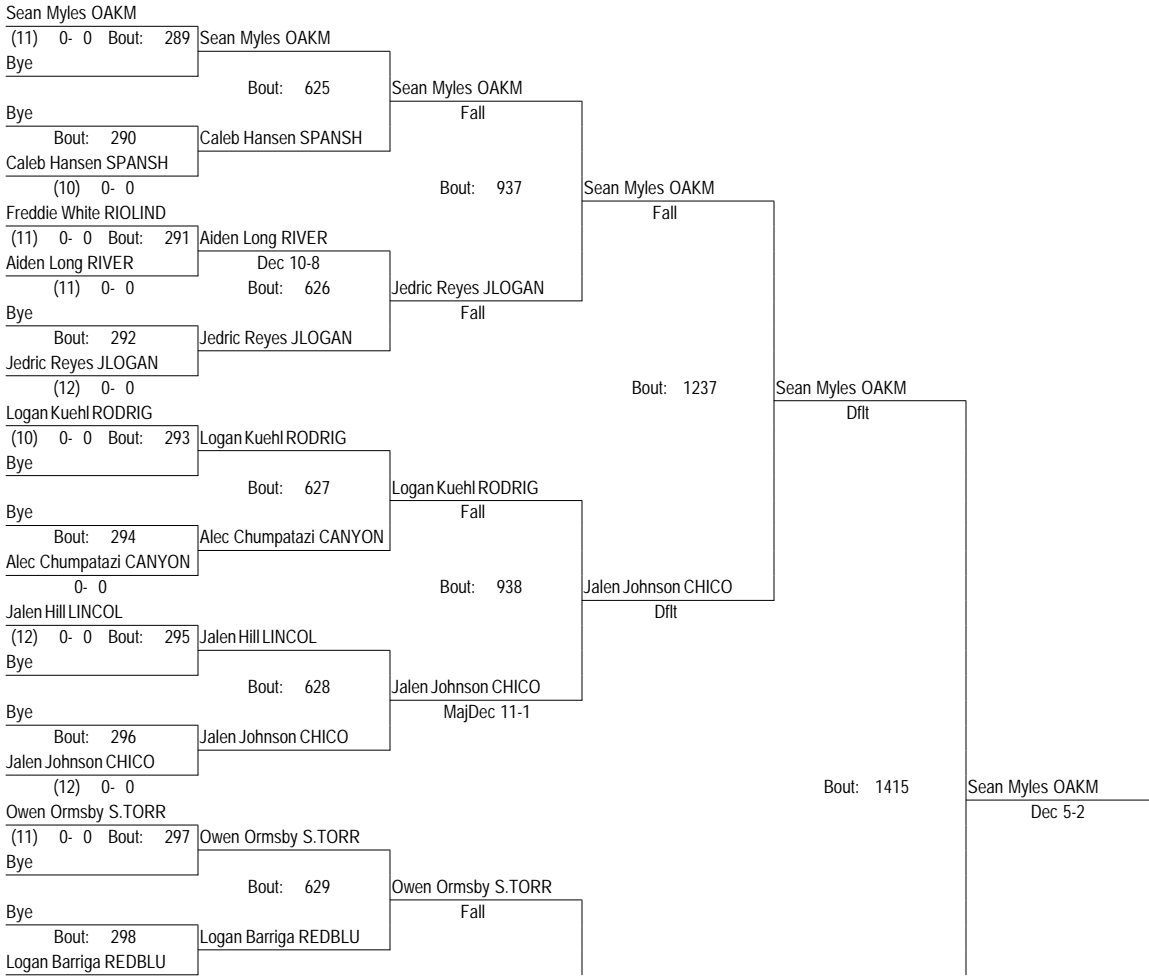 Sean Myles OAKM
(11) 0- 0 Bout: 289 Sean Myles OAKM
Bye
Bout: 625 Sean Myles OAKM
Bye Fall
Bout: 290 Caleb Hansen SPANSH
Caleb Hansen SPANSH
(10) 0- 0 Bout: 937 Sean Myles OAKM
Freddie White RIOLIND Fall
(11) 0- 0 Bout: 291 Aiden Long RIVER
Aiden Long RIVER Dec 10-8
(11) 0- 0 Bout: 626 Jedric Reyes JLOGAN
Bye Fall
Bout: 292 Jedric Reyes JLOGAN
Jedric Reyes JLOGAN
(12) 0- 0 Bout: 1237 Sean Myles OAKM
Logan Kuehl RODRIG Dflt
(10) 0- 0 Bout: 293 Logan Kuehl RODRIG
Bye
Bout: 627 Logan Kuehl RODRIG
Bye Fall
Bout: 294 Alec Chumpatazi CANYON
Alec Chumpatazi CANYON
0- 0 Bout: 938 Jalen Johnson CHICO
Jalen Hill LINCOL Dflt
(12) 0- 0 Bout: 295 Jalen Hill LINCOL
Bye
Bout: 628 Jalen Johnson CHICO
Bye MajDec 11-1
Bout: 296 Jalen Johnson CHICO
Jalen Johnson CHICO
(12) 0- 0 Bout: 1415 Sean Myles OAKM
Owen Ormsby S.TORR Dec 5-2
(11) 0- 0 Bout: 297 Owen Ormsby S.TORR
Bye
Bout: 629 Owen Ormsby S.TORR
Bye Fall
Bout: 298 Logan Barriga REDBLU
Logan Barriga REDBLU